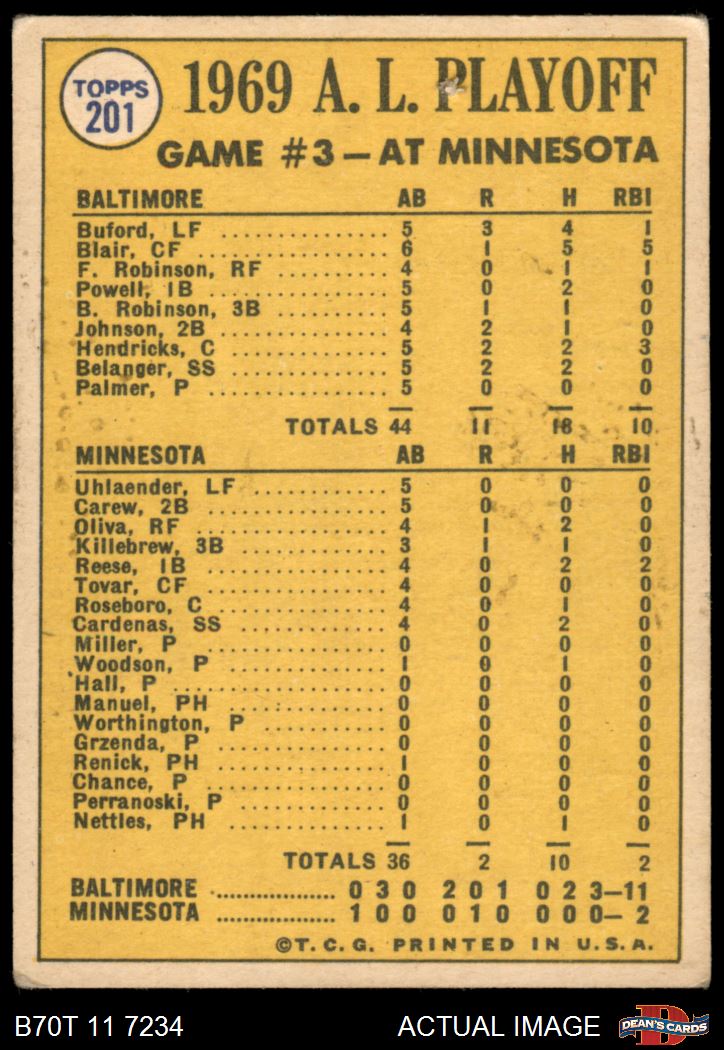 TOPPS
201
1969 A. L. PLAYOFF
GAME #3 — AT MINNESOTA
BALTIMORE AB R H RBI
Buford, LF ................ 5 3 4 1
Blair, CF ................ 6 1 5 5
F. Robinson, RF .......... 4 0 1 1
Powell, 1B ................ 5 0 2 0
B. Robinson, 3B .......... 5 1 1 0
Johnson, 2B .............. 4 2 1 0
Hendricks, C .............. 5 2 2 3
Belanger, SS .............. 5 2 2 0
Palmer, P ................ 5 0 0 0
TOTALS 44 11 18 10
MINNESOTA AB R H RBI
Uhlaender, LF ............ 5 0 0 0
Carew, 2B ................ 5 0 0 0
Oliva, RF ................ 4 1 2 0
Killebrew, 3B ............ 3 1 1 0
Reese, 1B ................ 4 0 2 2
Tovar, CF ................ 4 0 0 0
Roseboro, C .............. 4 0 1 0
Cardenas, SS ............ 4 0 2 0
Miller, P ................ 0 0 0 0
Woodson, P .............. 1 0 1 0
Hall, P .................. 0 0 0 0
Manuel, PH .............. 0 0 0 0
Worthington, P .......... 0 0 0 0
Grzenda, P .............. 0 0 0 0
Renick, PH .............. 1 0 0 0
Chance, P ................ 0 0 0 0
Perranoski, P ............ 0 0 0 0
Nettles, PH .............. 1 0 1 0
TOTALS 36 2 10 2
BALTIMORE ................ 0 3 0 2 0 1 0 2 3—11
MINNESOTA ................ 1 0 0 0 1 0 0 0 0— 2
©T.C.G. PRINTED IN U.S.A.
B70T 11 7234 ACTUAL IMAGE
D
DEAN'S CARDS